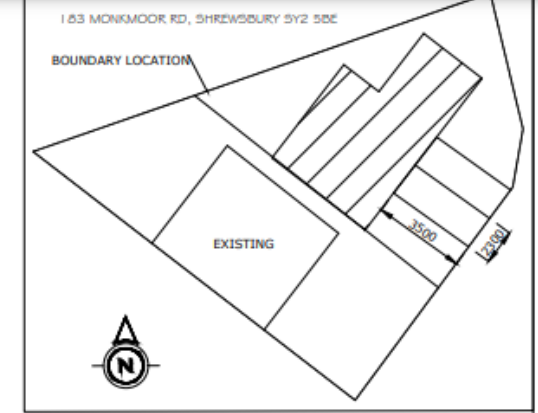 183 MONKMOOR RD, SHREWSBURY SY2 5BE
BOUNDARY LOCATION
EXISTING
3500
2300
N